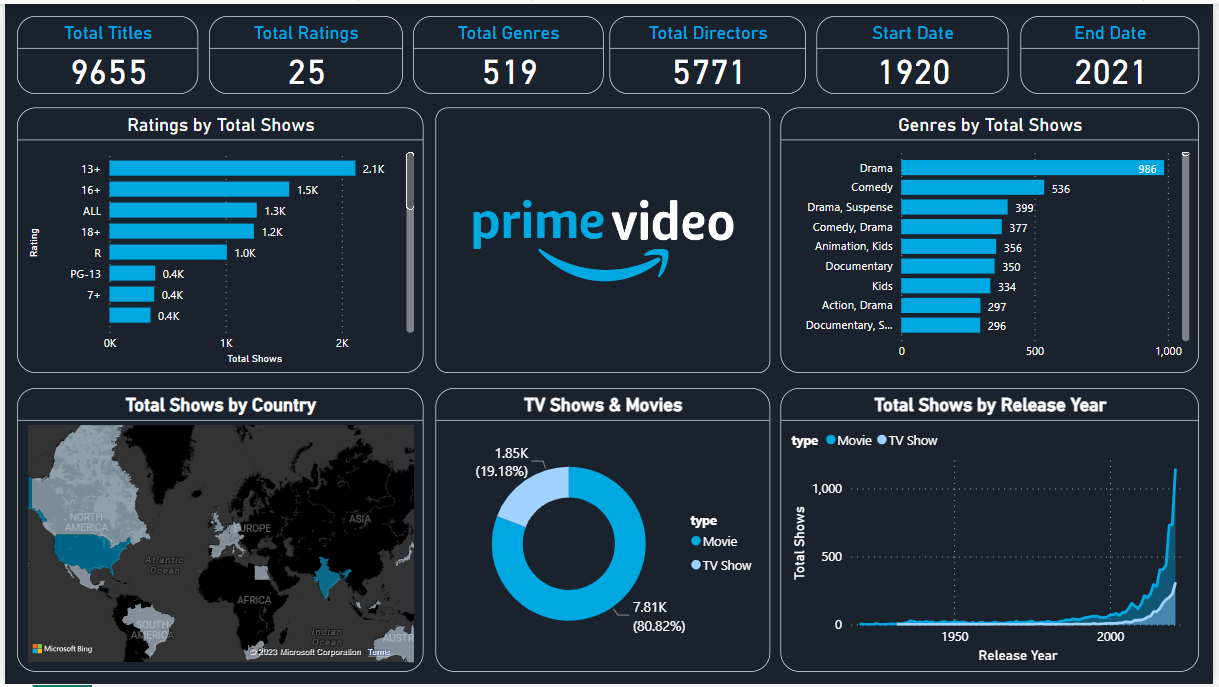 Total Titles
9655
Total Ratings
25
Total Genres
519
Total Directors
5771
Start Date
1920
End Date
2021
Ratings by Total Shows
Rating
13+ 2.1K
16+ 1.5K
ALL 1.3K
18+ 1.2K
R 1.0K
PG-13 0.4K
7+ 0.4K
0.4K
0K 1K 2K
Total Shows
prime video
Genres by Total Shows
Drama 986
Comedy 536
Drama, Suspense 399
Comedy, Drama 377
Animation, Kids 356
Documentary 350
Kids 334
Action, Drama 297
Documentary, S... 296
0 500 1,000
Total Shows by Country
NORTH
AMERICA
EUROPE
ASIA
Atlantic
Ocean
AFRICA
SOUTH
AMERICA
Indian
Ocean
AUSTR
Microsoft Bing
© 2023 Microsoft Corporation Terms
TV Shows & Movies
1.85K
(19.18%)
7.81K
(80.82%)
type
Movie
TV Show
Total Shows by Release Year
type Movie TV Show
Total Shows
1,000
500
0
1950 2000
Release Year